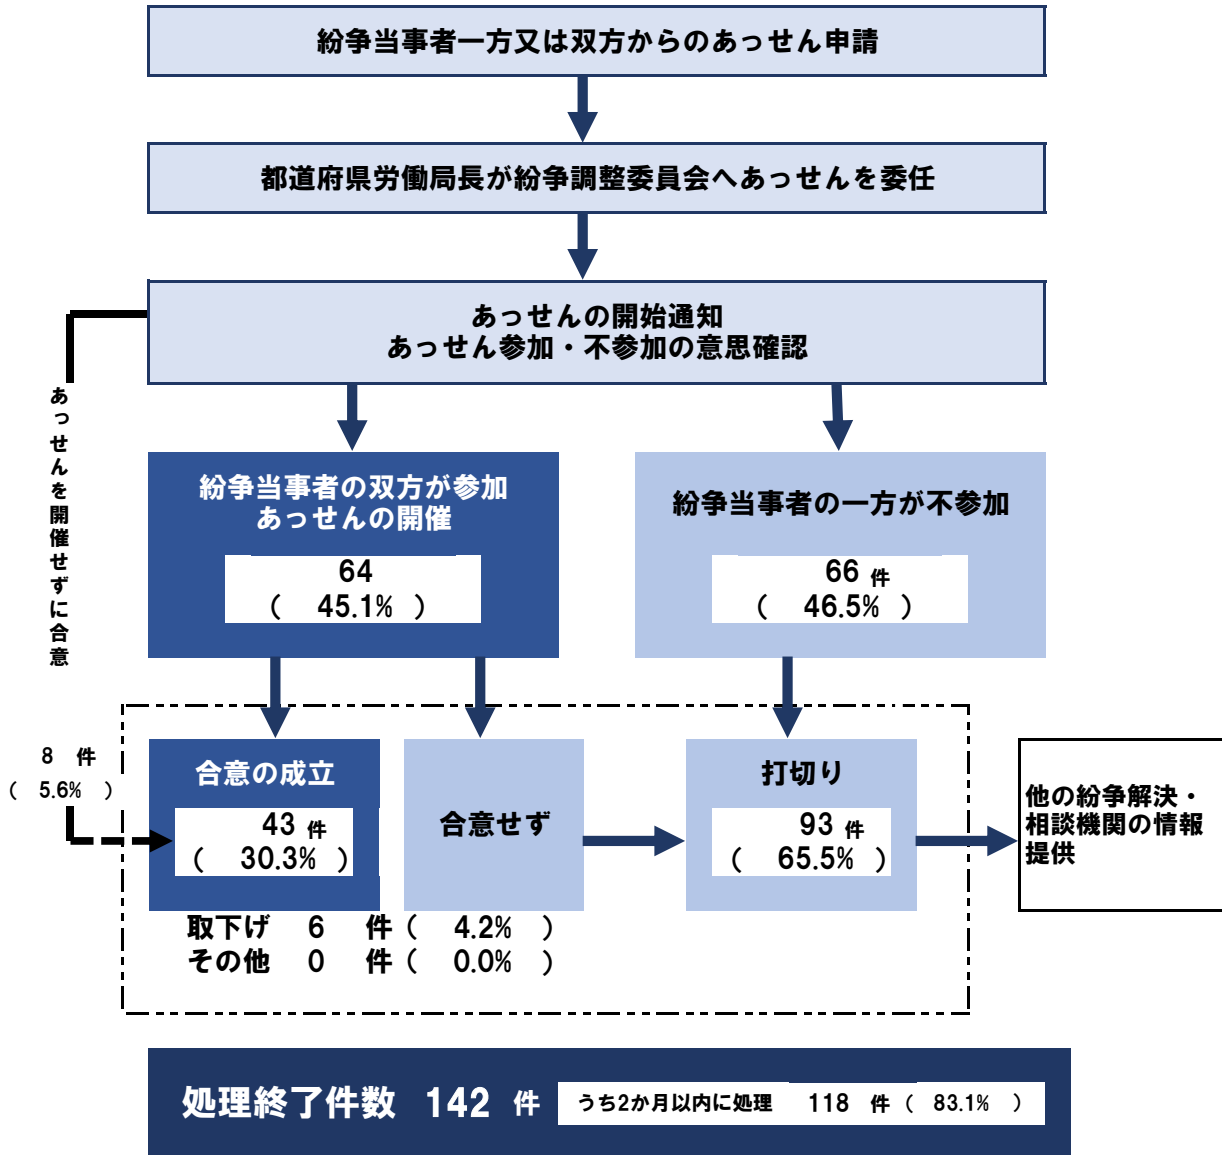 紛争当事者一方又は双方からのあっせん申請
都道府県労働局長が紛争調整委員会へあっせんを委任
あっせんの開始通知
あっせん参加・不参加の意思確認
あっせんを開催せずに合意
紛争当事者の双方が参加
あっせんの開催
64
( 45.1% )
紛争当事者の一方が不参加
66 件
( 46.5% )
8 件
( 5.6% )
合意の成立
43 件
( 30.3% )
合意せず
打切り
93 件
( 65.5% )
他の紛争解決・
相談機関の情報
提供
取下げ 6 件 ( 4.2% )
その他 0 件 ( 0.0% )
処理終了件数 142 件 うち2か月以内に処理 118 件 ( 83.1% )